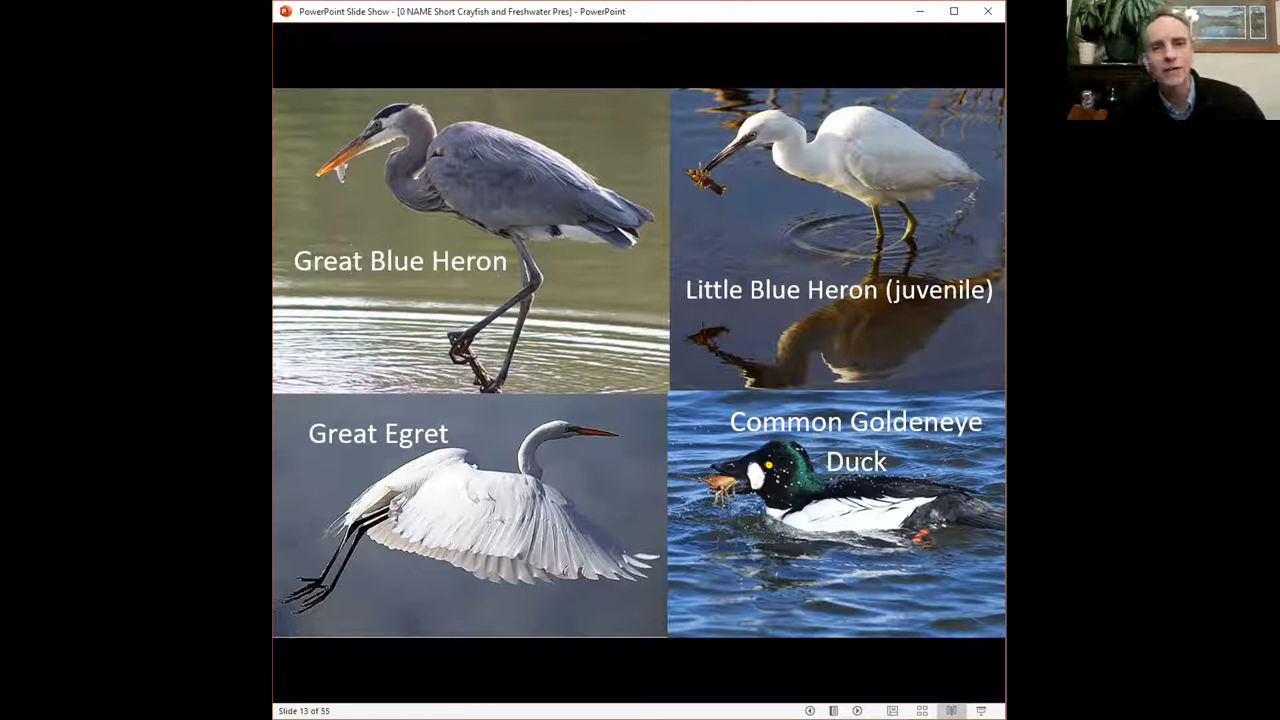 PowerPoint Slide Show - [0 NAME Short Crayfish and Freshwater Pres] - PowerPoint
Great Blue Heron
Little Blue Heron (juvenile)
Great Egret
Common Goldeneye
Duck
Slide 13 of 55